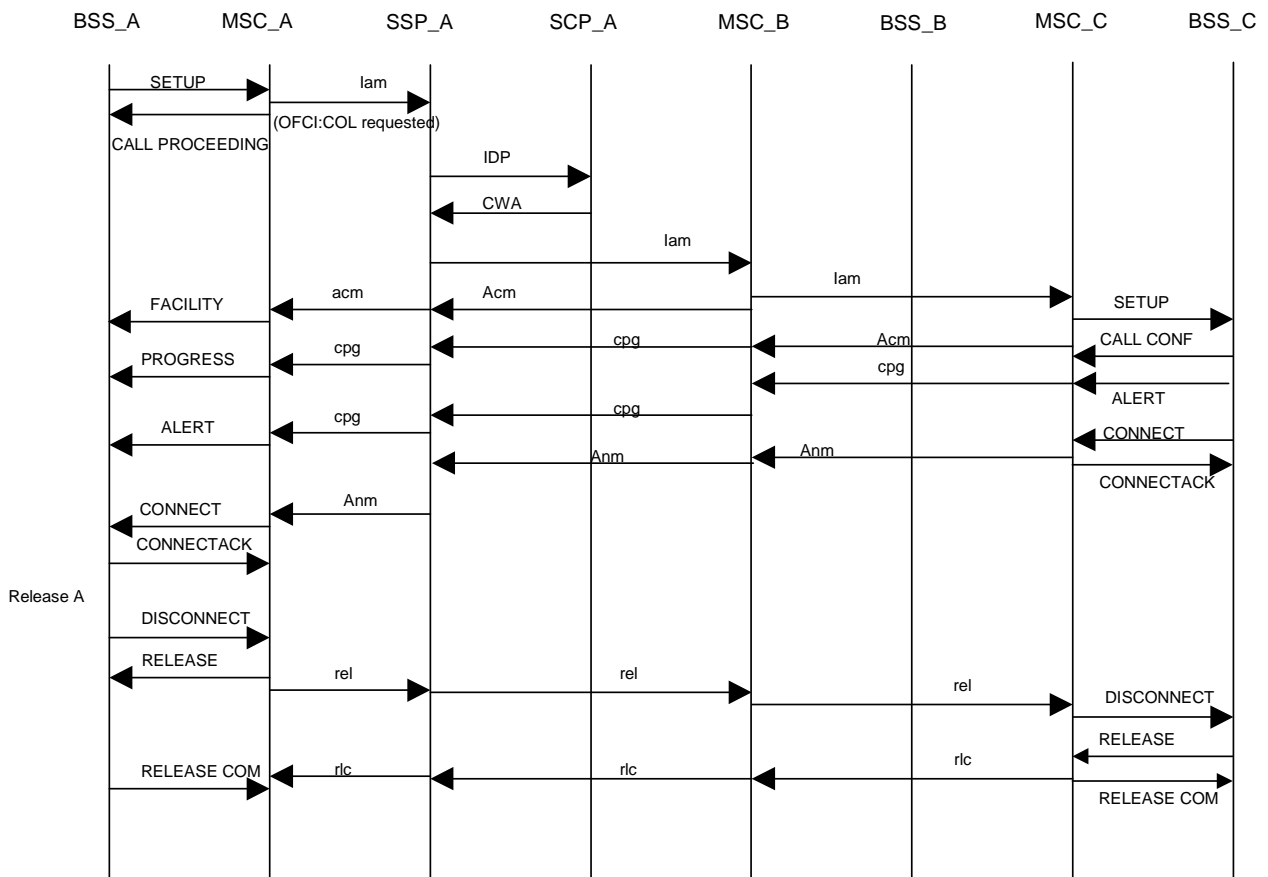 BSS_A MSC_A SSP_A SCP_A MSC_B BSS_B MSC_C BSS_C
SETUP Iam
(OFCI:COL requested)
CALL PROCEEDING
IDP
CWA
Iam
Iam
FACILITY acm Acm SETUP
PROGRESS cpg cpg Acm CALL CONF
cpg
ALERT
ALERT cpg cpg CONNECT
Anm Anm
CONNECTACK
CONNECT Anm
CONNECTACK
Release A
DISCONNECT
RELEASE rel rel rel DISCONNECT
RELEASE
RELEASE COM rlc rlc rlc
RELEASE COM